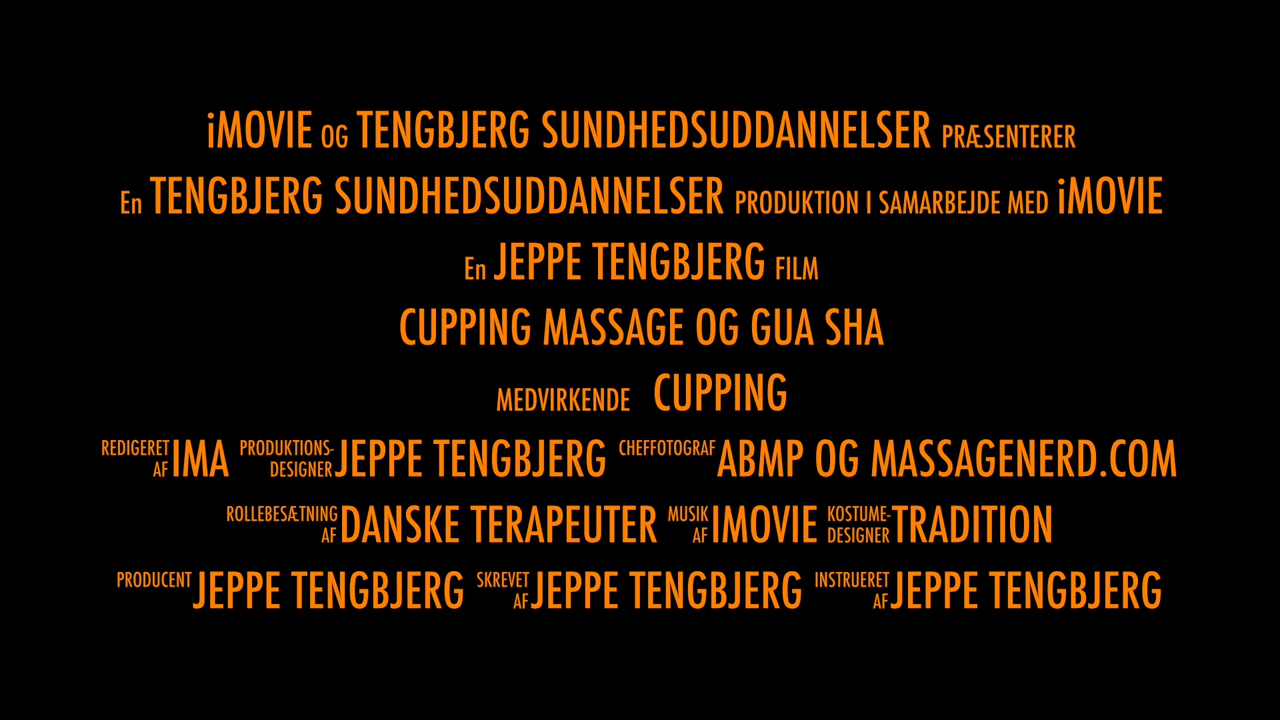 iMOVIE OG TENGBJERG SUNDHEDSUDDANNELSER PRÆSENTERER
En TENGBJERG SUNDHEDSUDDANNELSER PRODUKTION I SAMARBEJDE MED iMOVIE
En JEPPE TENGBJERG FILM
CUPPING MASSAGE OG GUA SHA
MEDVIRKENDE CUPPING
REDIGERET AF IMA PRODUKTIONS-DESIGNER JEPPE TENGBJERG CHEFFOTOGRAF ABMP OG MASSAGENERD.COM
ROLLEBESÆTNING AF DANSKE TERAPEUTER MUSIK AF IMOVIE KOSTUME-DESIGNER TRADITION
PRODUCENT JEPPE TENGBJERG SKREVET AF JEPPE TENGBJERG INSTRUERET AF JEPPE TENGBJERG